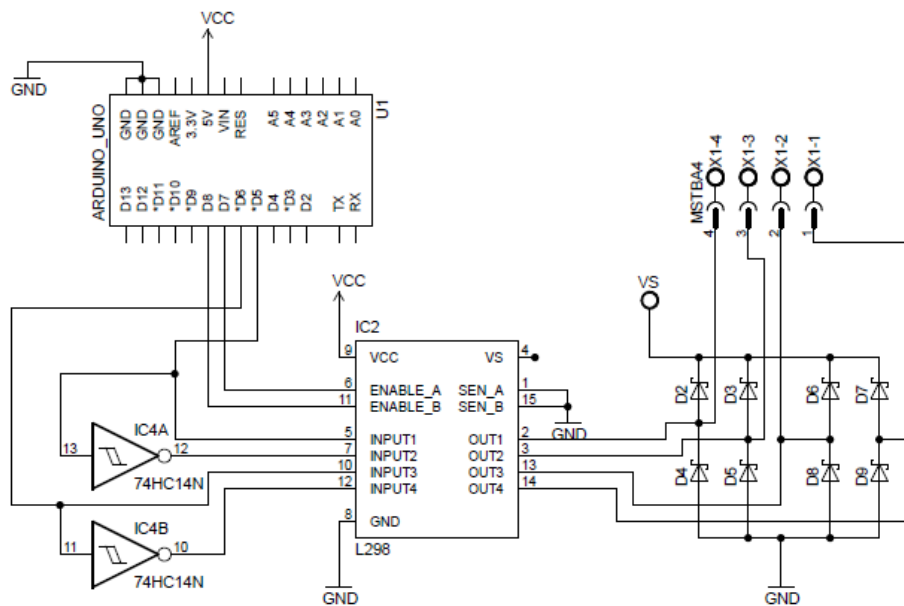 VCC
GND
ARDUINO_UNO
U1
GND
GND
GND
AREF
3.3V
5V
VIN
RES
A5
A4
A3
A2
A1
A0
D13
D12
*D11
*D10
*D9
D8
D7
*D6
*D5
D4
*D3
D2
TX
RX
MSTBA4
X1-4
X1-3
X1-2
X1-1
4
3
2
1
VCC
VS
IC2
9 VCC
VS 4
6 ENABLE_A
SEN_A 1
11 ENABLE_B
SEN_B 15
GND
5 INPUT1
OUT1 2
7 INPUT2
OUT2 3
10 INPUT3
OUT3 13
12 INPUT4
OUT4 14
8 GND
L298
GND
13
IC4A
12
74HC14N
11
IC4B
10
74HC14N
D2
D3
D6
D7
D4
D5
D8
D9
GND